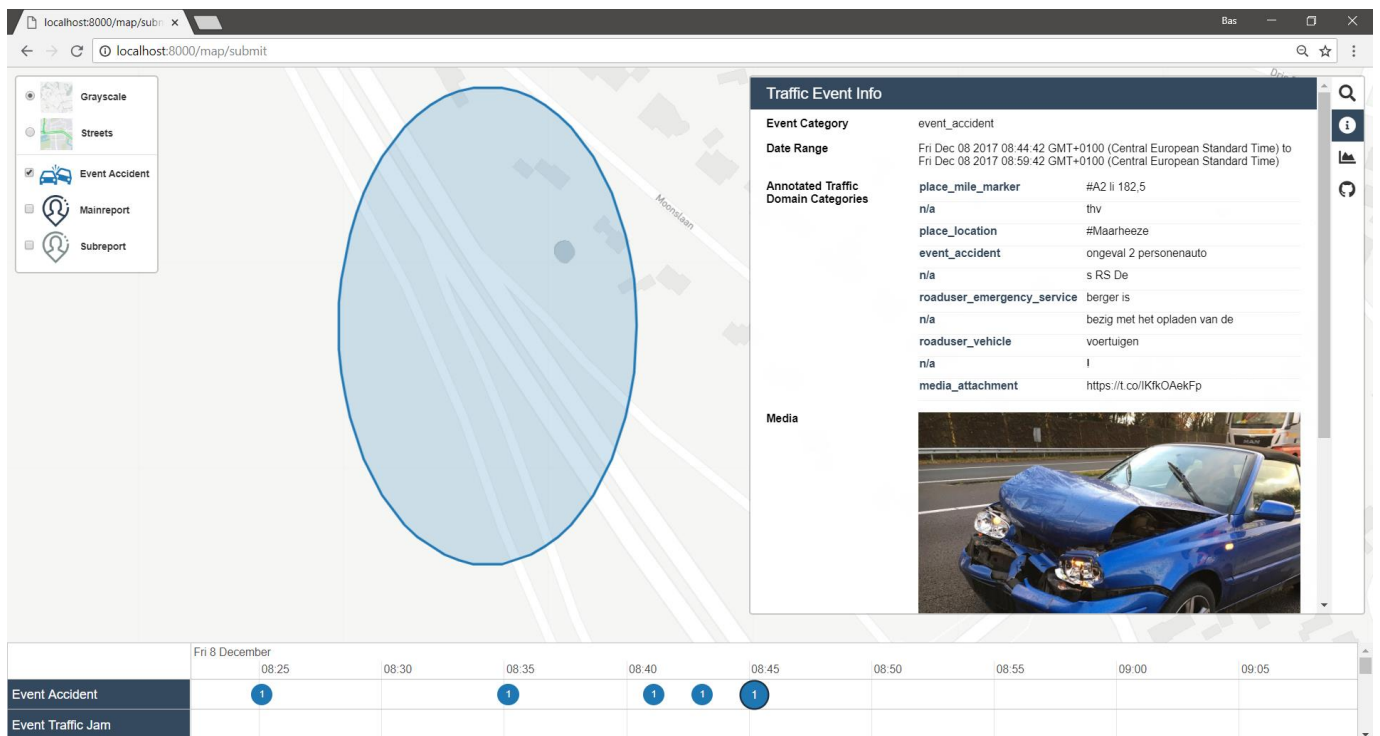 localhost:8000/map/subm
Bas
localhost:8000/map/submit
Grayscale
Streets
Event Accident
Mainreport
Subreport
Moonslaan
Traffic Event Info
Event Category event_accident
Date Range Fri Dec 08 2017 08:44:42 GMT+0100 (Central European Standard Time) to
Fri Dec 08 2017 08:59:42 GMT+0100 (Central European Standard Time)
Annotated Traffic
Domain Categories
place_mile_marker #A2 li 182,5
n/a thv
place_location #Maarheeze
event_accident ongeval 2 personenauto
n/a s RS De
roaduser_emergency_service berger is
n/a bezig met het opladen van de
roaduser_vehicle voertuigen
n/a !
media_attachment https://t.co/IKfkOAekFp
Media
MAN
Fri 8 December
08:25 08:30 08:35 08:40 08:45 08:50 08:55 09:00 09:05
Event Accident 1 1 1 1 1
Event Traffic Jam